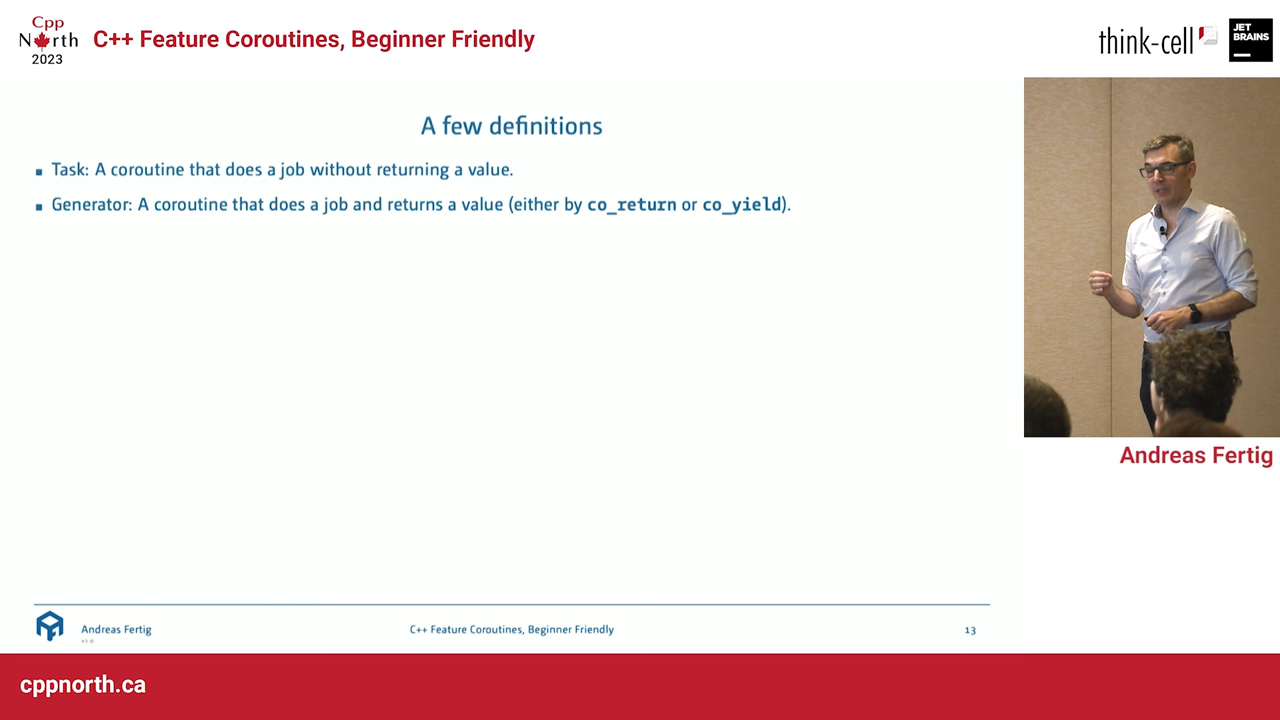 Cpp
North
2023
C++ Feature Coroutines, Beginner Friendly
think-cell
JET
BRAINS
A few definitions
▪ Task: A coroutine that does a job without returning a value.
▪ Generator: A coroutine that does a job and returns a value (either by co_return or co_yield).
Andreas Fertig
Andreas Fertig
v1.0
C++ Feature Coroutines, Beginner Friendly
13
cppnorth.ca